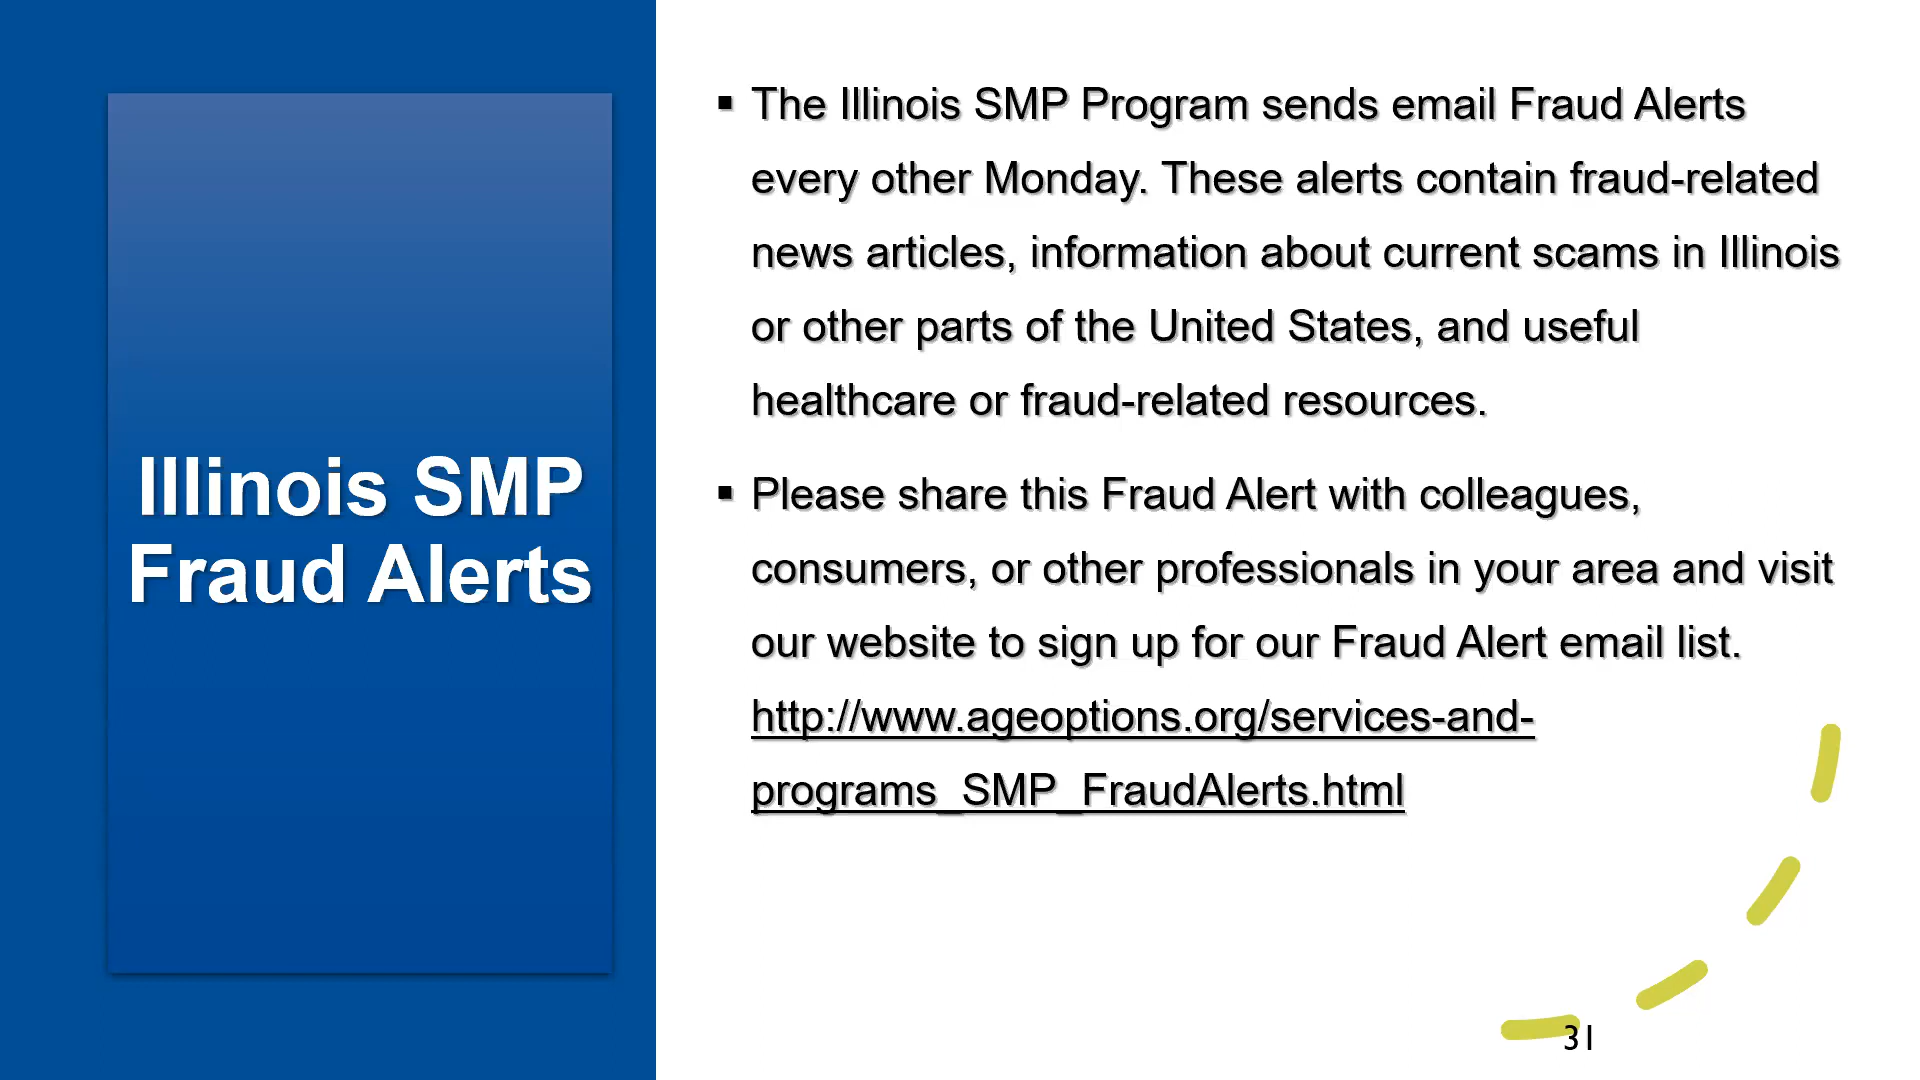 Illinois SMP
Fraud Alerts
▪ The Illinois SMP Program sends email Fraud Alerts
every other Monday. These alerts contain fraud-related
news articles, information about current scams in Illinois
or other parts of the United States, and useful
healthcare or fraud-related resources.
▪ Please share this Fraud Alert with colleagues,
consumers, or other professionals in your area and visit
our website to sign up for our Fraud Alert email list.
http://www.ageoptions.org/services-and-
programs_SMP_FraudAlerts.html
31